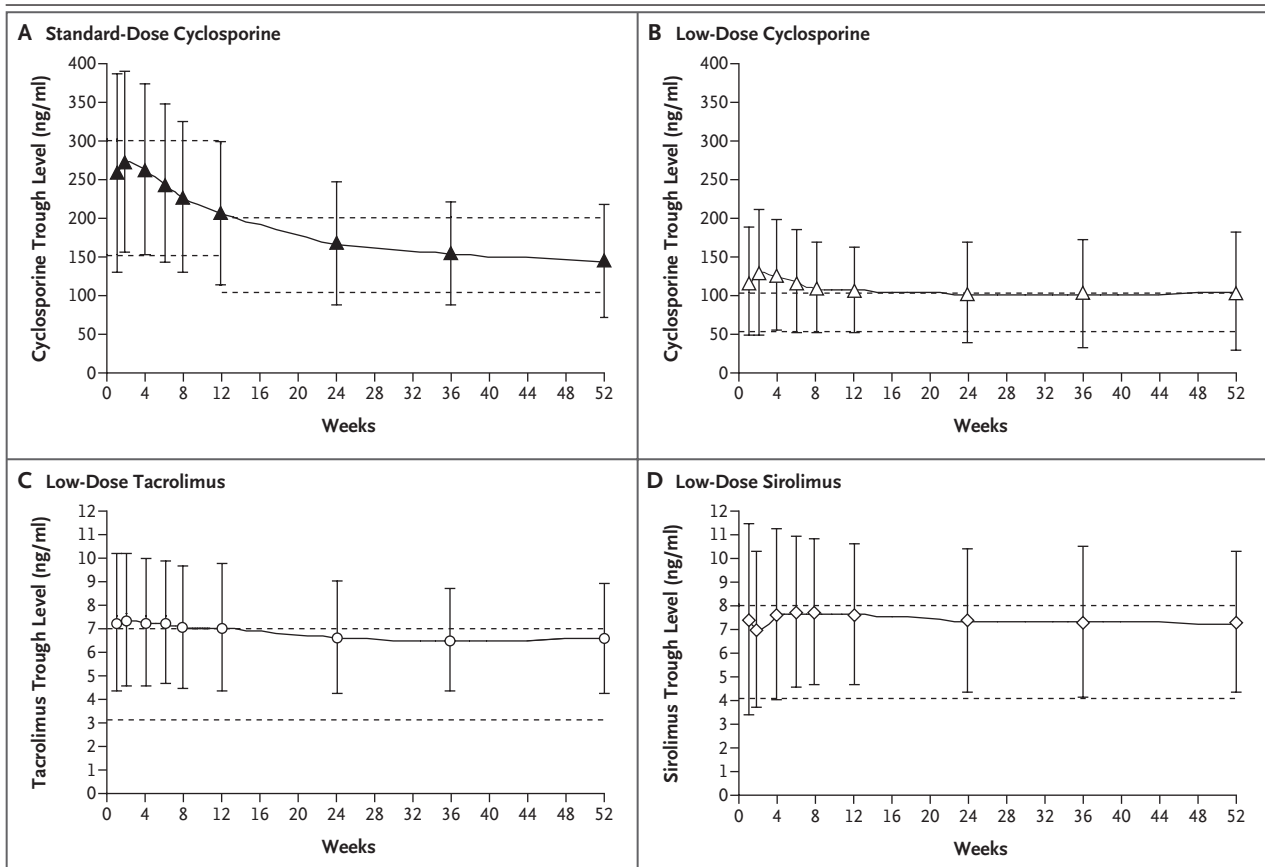 A Standard-Dose Cyclosporine
Cyclosporine Trough Level (ng/ml)
400
350
300
250
200
150
100
50
0
0 4 8 12 16 20 24 28 32 36 40 44 48 52
Weeks
B Low-Dose Cyclosporine
Cyclosporine Trough Level (ng/ml)
400
350
300
250
200
150
100
50
0
0 4 8 12 16 20 24 28 32 36 40 44 48 52
Weeks
C Low-Dose Tacrolimus
Tacrolimus Trough Level (ng/ml)
12
11
10
9
8
7
6
5
4
3
2
1
0
0 4 8 12 16 20 24 28 32 36 40 44 48 52
Weeks
D Low-Dose Sirolimus
Sirolimus Trough Level (ng/ml)
12
11
10
9
8
7
6
5
4
3
2
1
0
0 4 8 12 16 20 24 28 32 36 40 44 48 52
Weeks